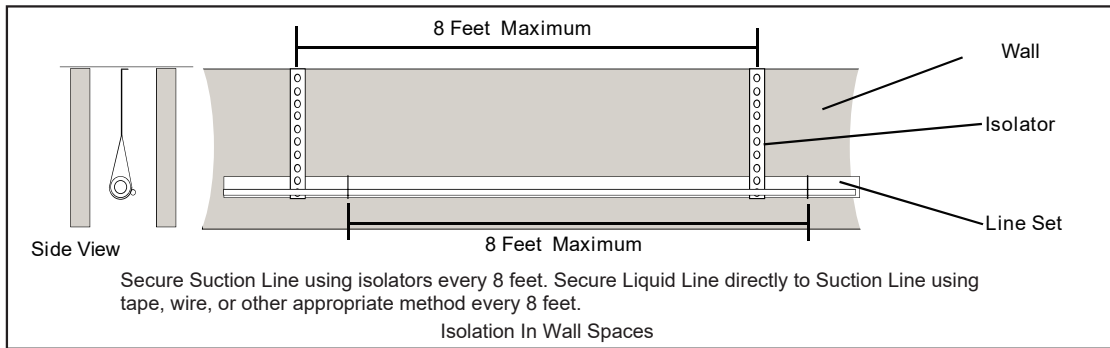 8 Feet Maximum
Wall
Isolator
Line Set
8 Feet Maximum
Side View
Secure Suction Line using isolators every 8 feet. Secure Liquid Line directly to Suction Line using
tape, wire, or other appropriate method every 8 feet.
Isolation In Wall Spaces